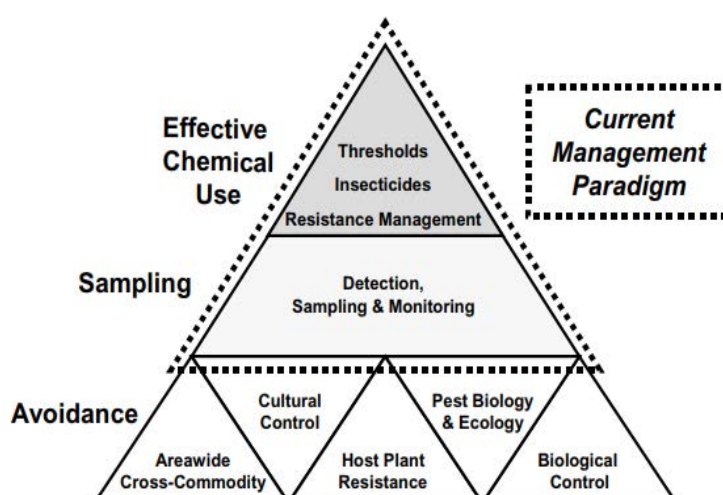 Effective
Chemical
Use
Thresholds
Insecticides
Resistance Management
Current
Management
Paradigm
Sampling
Detection,
Sampling & Monitoring
Avoidance
Cultural
Control
Pest Biology
& Ecology
Areawide
Cross-Commodity
Host Plant
Resistance
Biological
Control